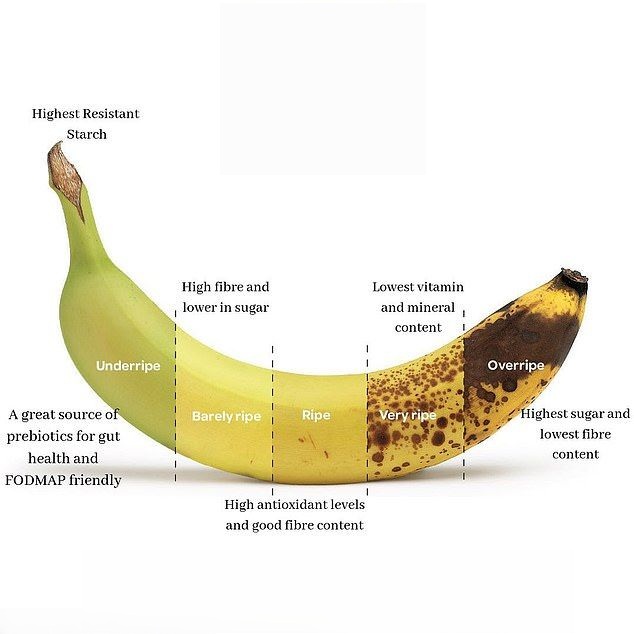 Highest Resistant
Starch
High fibre and
lower in sugar
Lowest vitamin
and mineral
content
Underripe
Overripe
Barely ripe
Ripe
Very ripe
A great source of
prebiotics for gut
health and
FODMAP friendly
Highest sugar and
lowest fibre
content
High antioxidant levels
and good fibre content